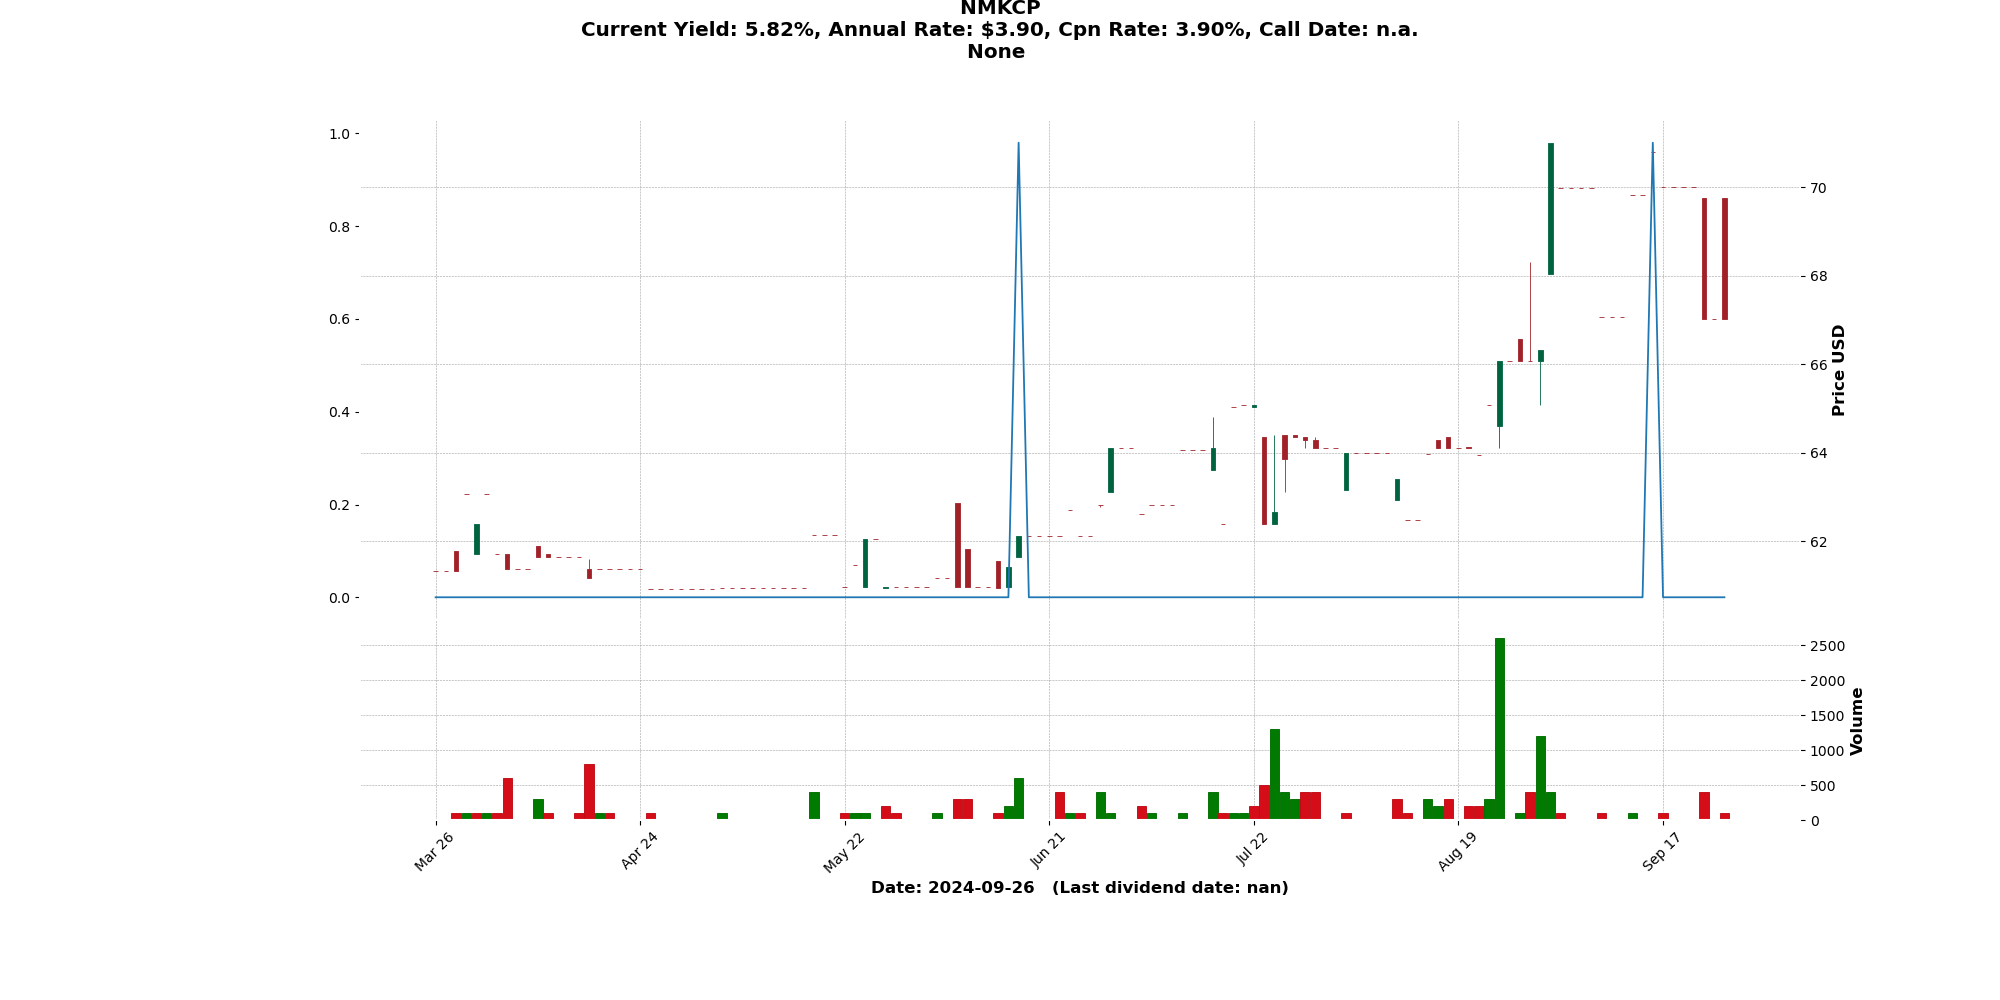 NMKCP
Current Yield: 5.82%, Annual Rate: $3.90, Cpn Rate: 3.90%, Call Date: n.a.
None
1.0
0.8
0.6
0.4
0.2
0.0
70
68
66
64
62
Price USD
2500
2000
1500
1000
500
0
Volume
Mar 26
Apr 24
May 22
Jun 21
Jul 22
Aug 19
Sep 17
Date: 2024-09-26   (Last dividend date: nan)